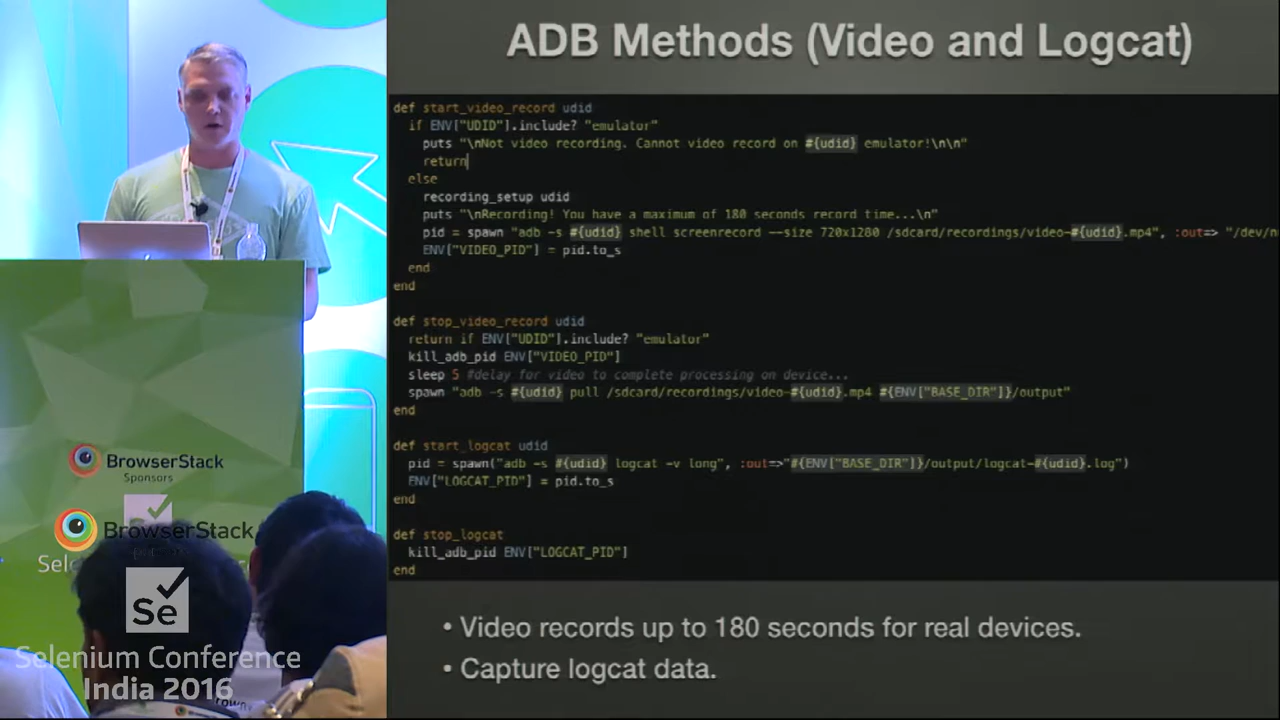 ADB Methods (Video and Logcat)
def start_video_record udid
if ENV["UDID"].include? "emulator"
puts "\nNot video recording. Cannot video record on #{udid} emulator!\n\n"
return
else
recording_setup udid
puts "\nRecording! You have a maximum of 180 seconds record time...\n"
pid = spawn "adb -s #{udid} shell screenrecord --size 720x1280 /sdcard/recordings/video-#{udid}.mp4", :out=> "/dev/n
ENV["VIDEO_PID"] = pid.to_s
end
end
def stop_video_record udid
return if ENV["UDID"].include? "emulator"
kill_adb_pid ENV["VIDEO_PID"]
sleep 5 #delay for video to complete processing on device...
spawn "adb -s #{udid} pull /sdcard/recordings/video-#{udid}.mp4 #{ENV["BASE_DIR"]}/output"
end
def start_logcat udid
pid = spawn("adb -s #{udid} logcat -v long", :out=>"#{ENV["BASE_DIR"]}/output/logcat-#{udid}.log")
ENV["LOGCAT_PID"] = pid.to_s
end
def stop_logcat
kill_adb_pid ENV["LOGCAT_PID"]
end
• Video records up to 180 seconds for real devices.
• Capture logcat data.
BrowserStack
Sponsors
BrowserStack
Se
Selenium Conference
India 2016